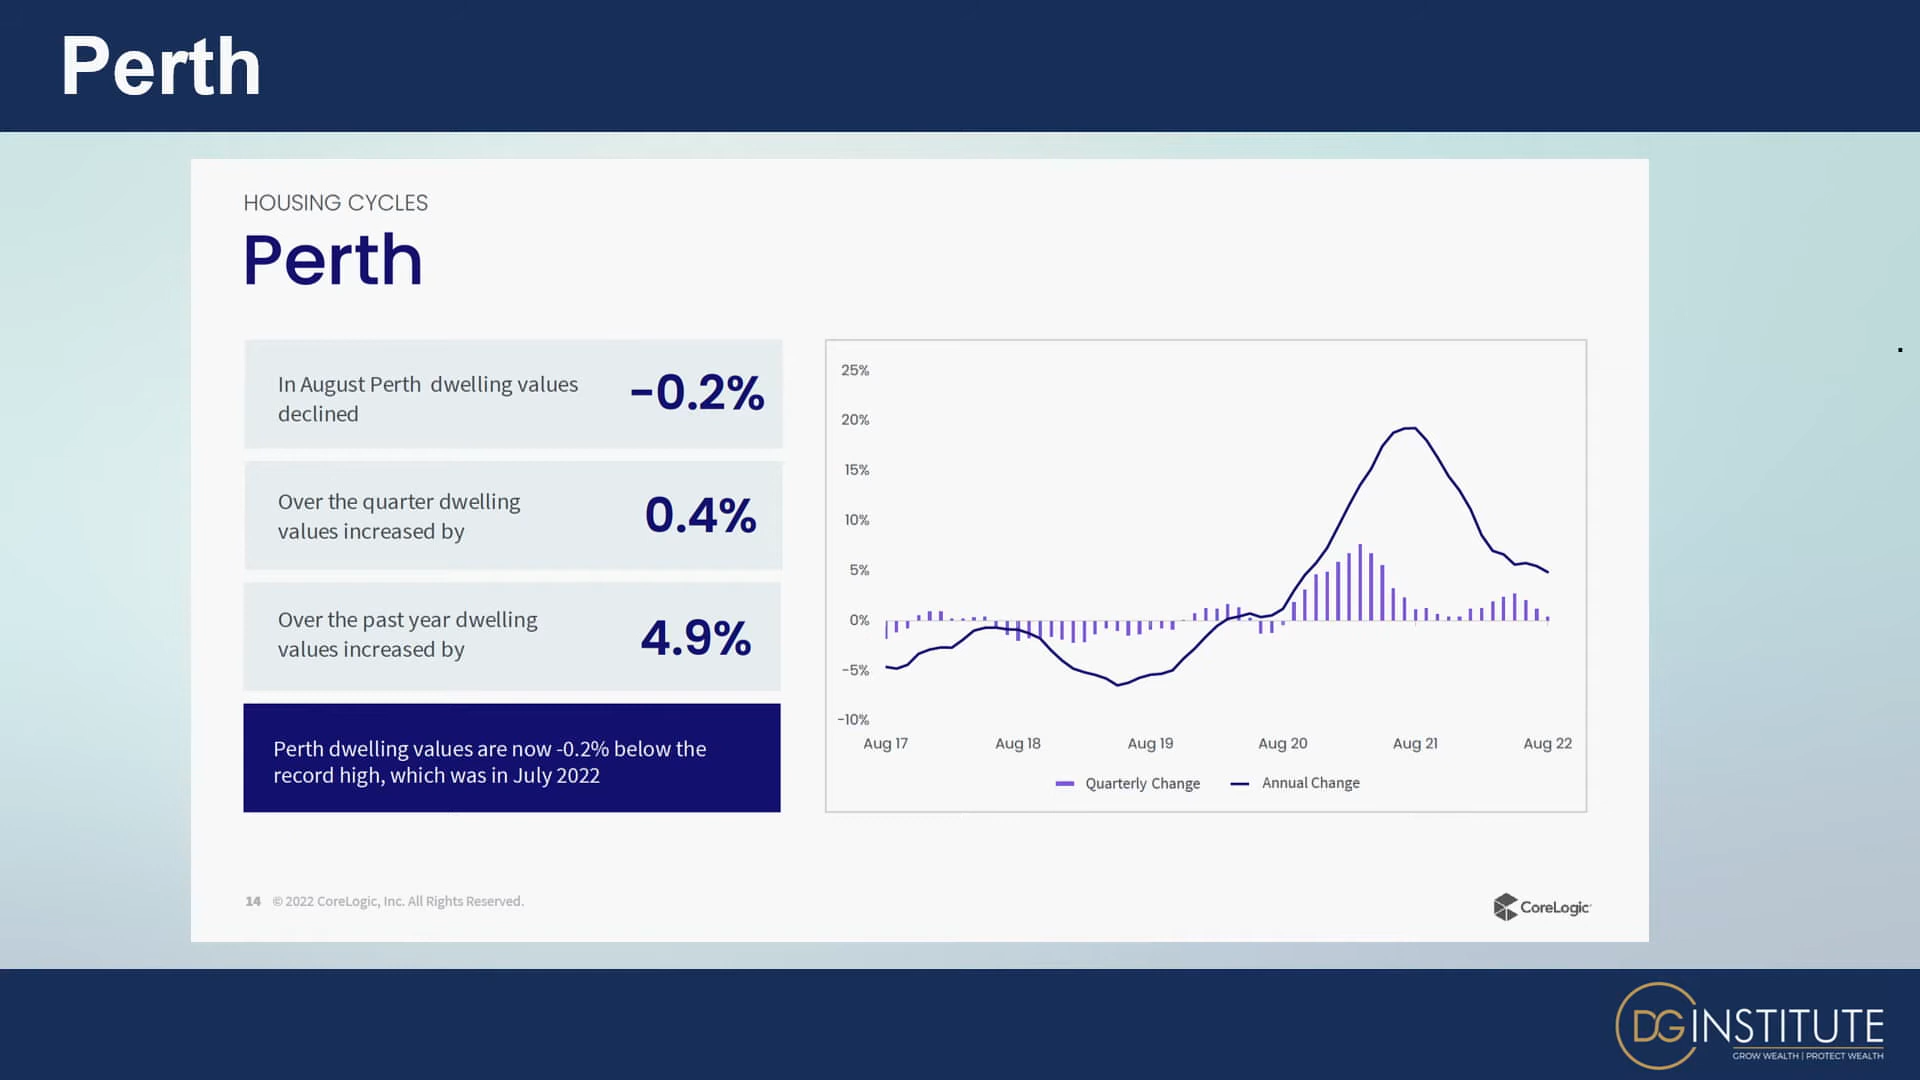 Perth
HOUSING CYCLES
Perth
In August Perth dwelling values
declined
-0.2%
Over the quarter dwelling
values increased by
0.4%
Over the past year dwelling
values increased by
4.9%
Perth dwelling values are now -0.2% below the
record high, which was in July 2022
25%
20%
15%
10%
5%
0%
-5%
-10%
Aug 17 Aug 18 Aug 19 Aug 20 Aug 21 Aug 22
Quarterly Change Annual Change
14 © 2022 CoreLogic, Inc. All Rights Reserved.
CoreLogic
DG INSTITUTE
GROW WEALTH | PROTECT WEALTH